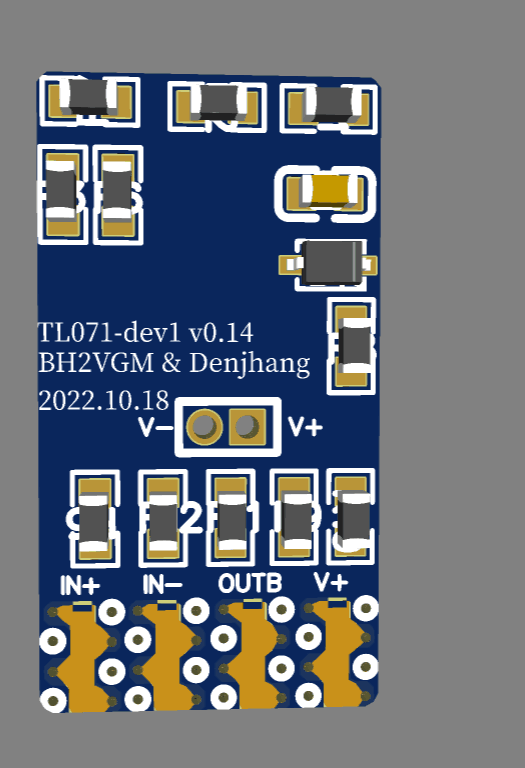 TL071-dev1 v0.14
BH2VGM & Denjhang
2022.10.18
V- V+
IN+ IN- OUTB V+